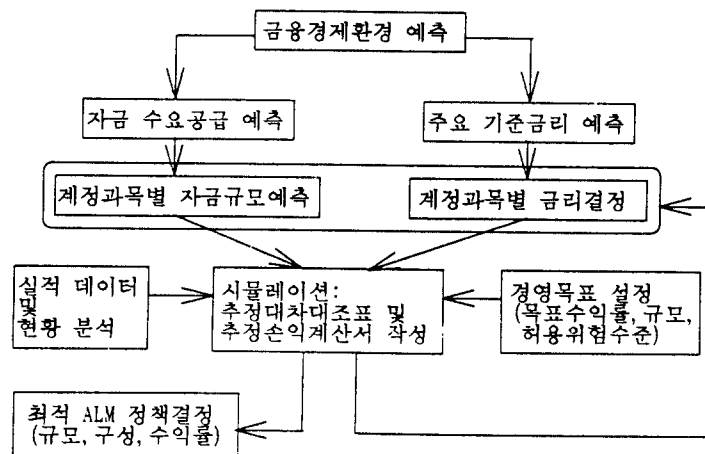 금융경제환경 예측
자금 수요공급 예측
주요 기준금리 예측
계정과목별 자금규모예측
계정과목별 금리결정
실적 데이터
및
현황 분석
시뮬레이션:
추정대차대조표 및
추정손익계산서 작성
경영목표 설정
(목표수익률, 규모,
허용위험수준)
최적 ALM 정책결정
(규모, 구성, 수익률)